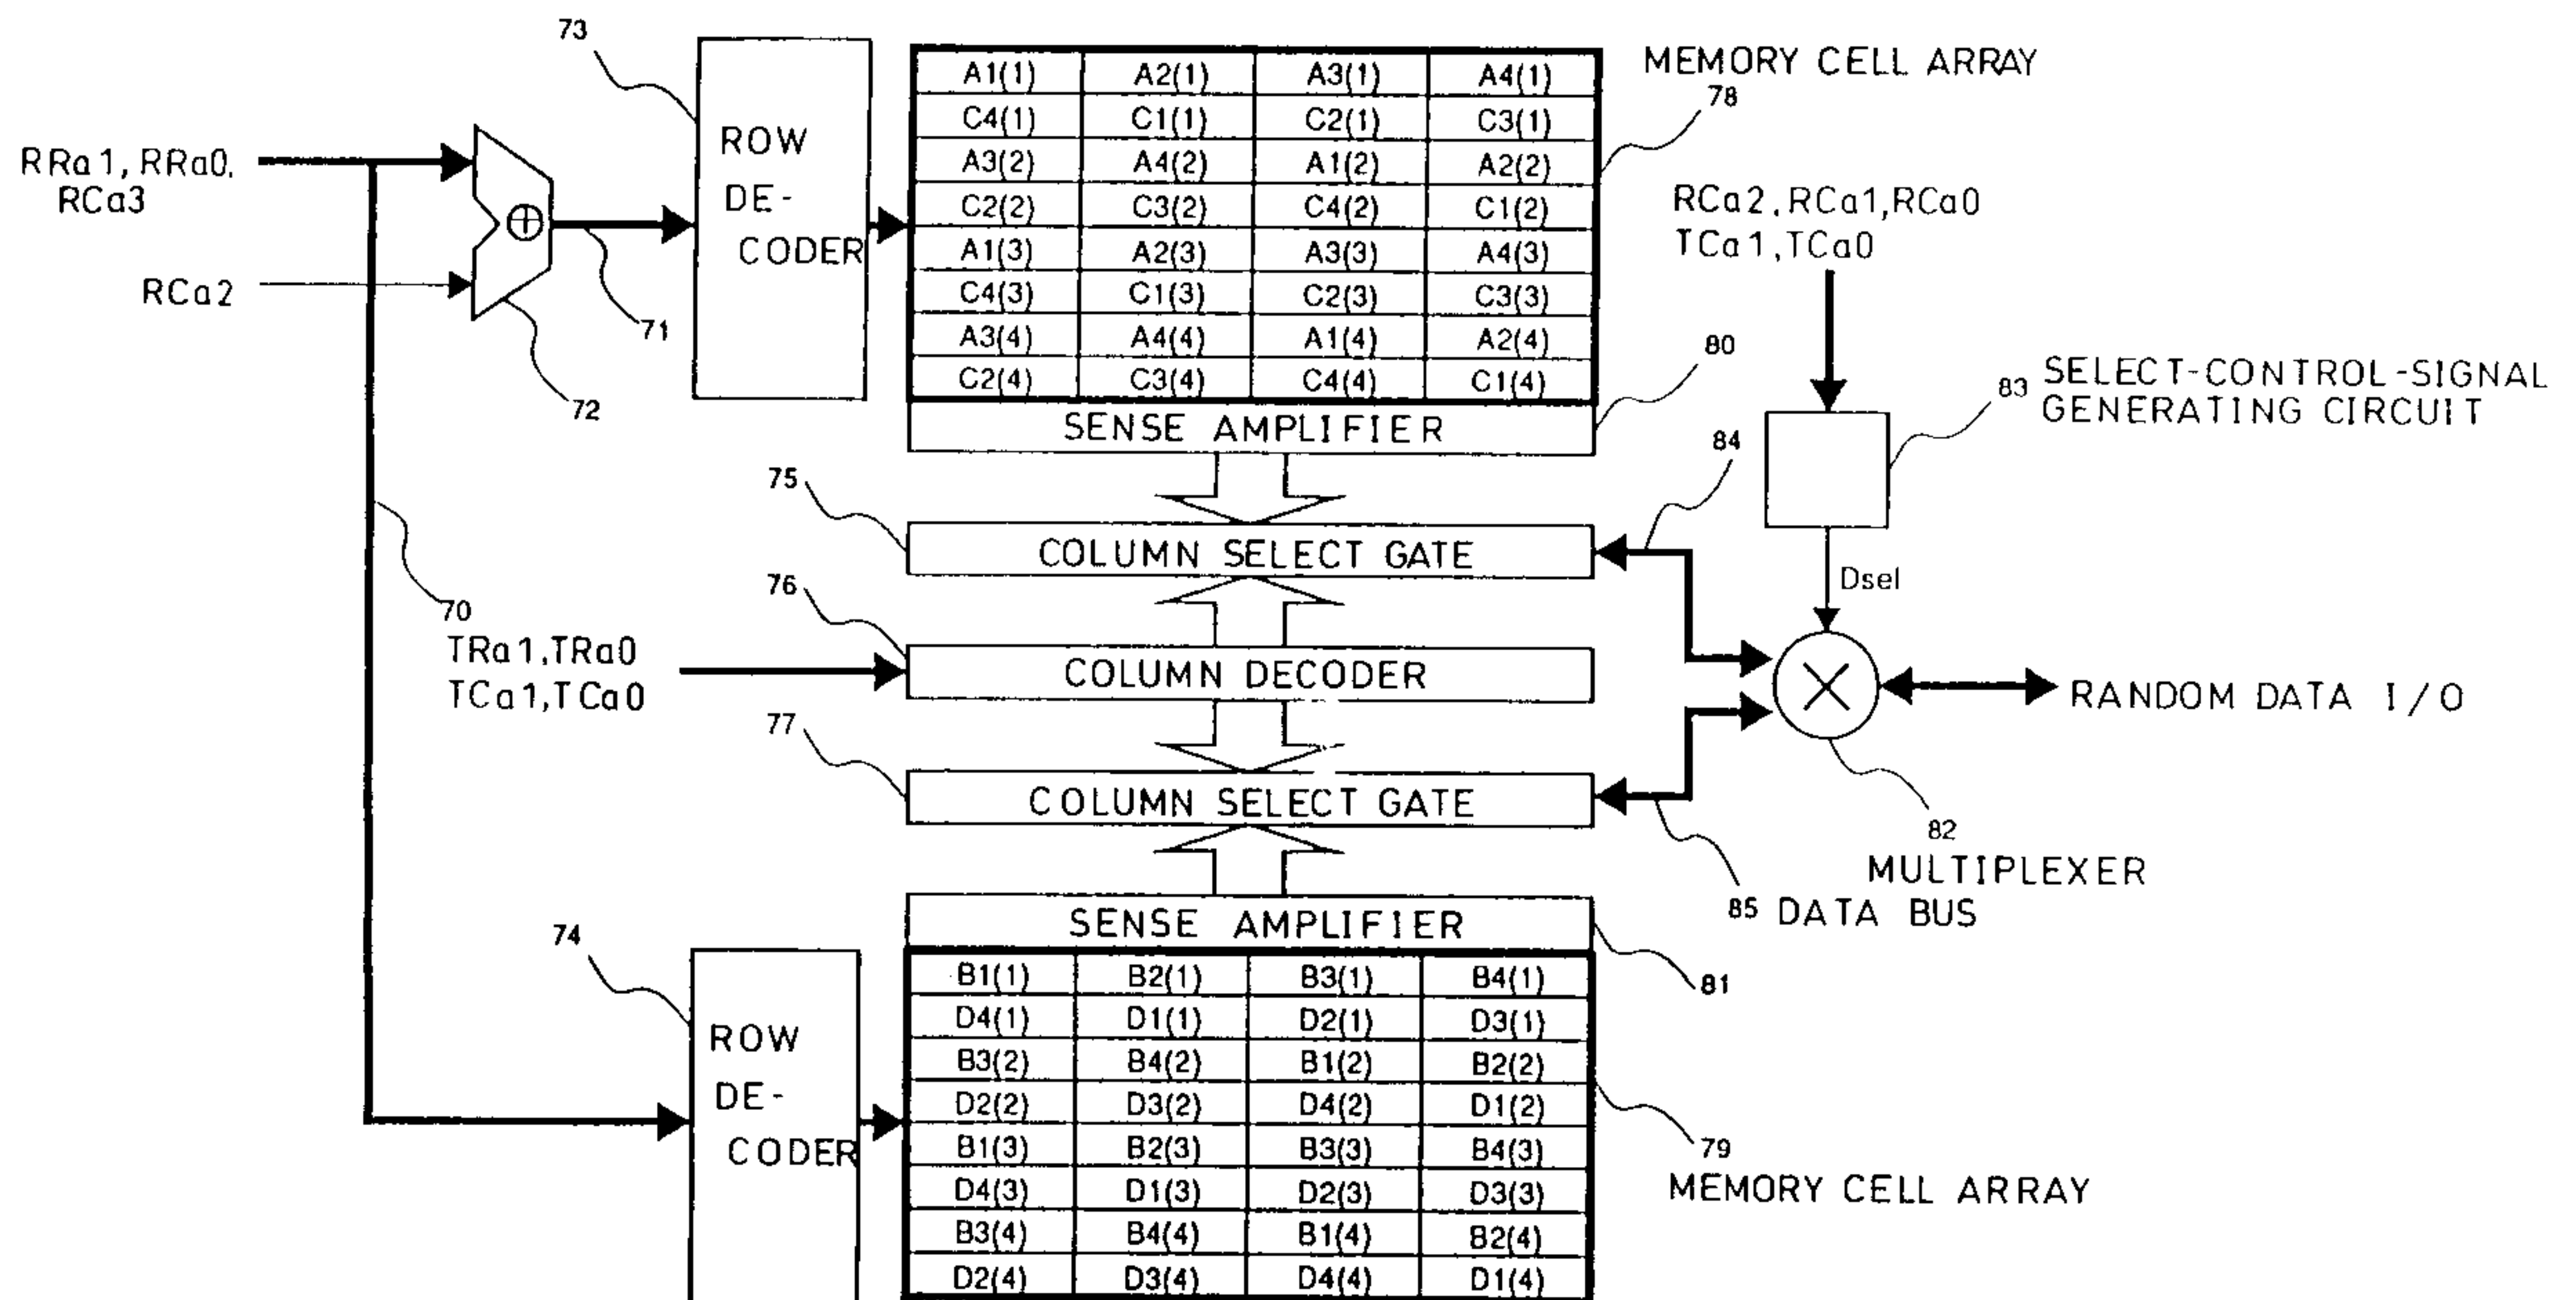 73
ROW
DE-
CODER
A1(1) A2(1) A3(1) A4(1)
C4(1) C1(1) C2(1) C3(1)
A3(2) A4(2) A1(2) A2(2)
C2(2) C3(2) C4(2) C1(2)
A1(3) A2(3) A3(3) A4(3)
C4(3) C1(3) C2(3) C3(3)
A3(4) A4(4) A1(4) A2(4)
C2(4) C3(4) C4(4) C1(4)
MEMORY CELL ARRAY
78
RRa1, RRa0,
RCa3
RCa2
71
72
RCa2, RCa1, RCa0
TCa1, TCa0
80
SENSE AMPLIFIER
83 SELECT-CONTROL-SIGNAL
GENERATING CIRCUIT
84
75
COLUMN SELECT GATE
Dsel
76
70
TRa1, TRa0
TCa1, TCa0
COLUMN DECODER
RANDOM DATA I/O
77
COLUMN SELECT GATE
82
MULTIPLEXER
85 DATA BUS
SENSE AMPLIFIER
81
74
ROW
DE-
CODER
B1(1) B2(1) B3(1) B4(1)
D4(1) D1(1) D2(1) D3(1)
B3(2) B4(2) B1(2) B2(2)
D2(2) D3(2) D4(2) D1(2)
B1(3) B2(3) B3(3) B4(3)
D4(3) D1(3) D2(3) D3(3)
B3(4) B4(4) B1(4) B2(4)
D2(4) D3(4) D4(4) D1(4)
79
MEMORY CELL ARRAY